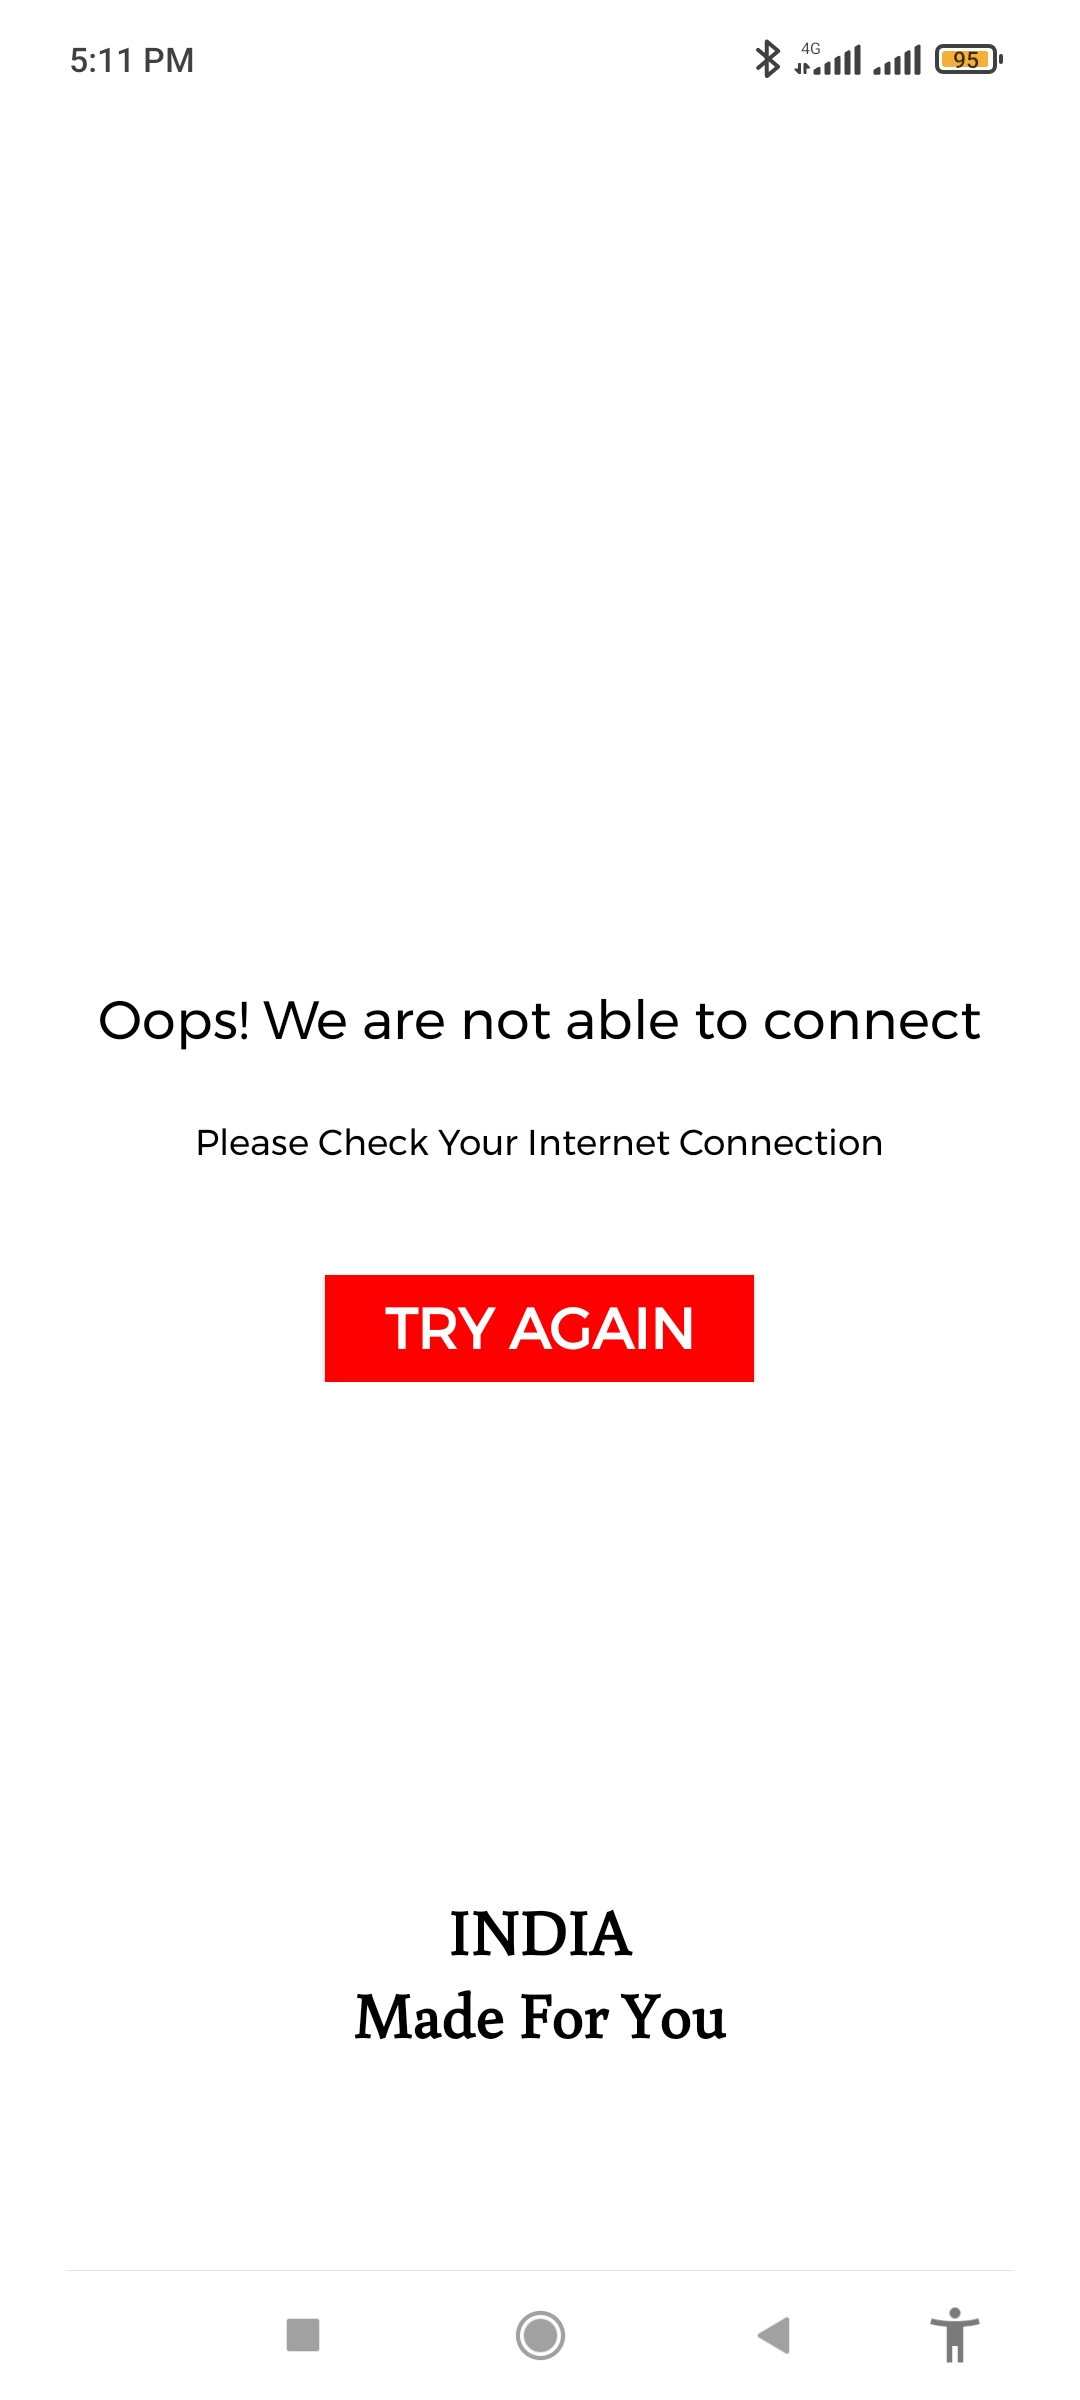 5:11 PM
4G
95
Oops! We are not able to connect
Please Check Your Internet Connection
TRY AGAIN
INDIA
Made For You